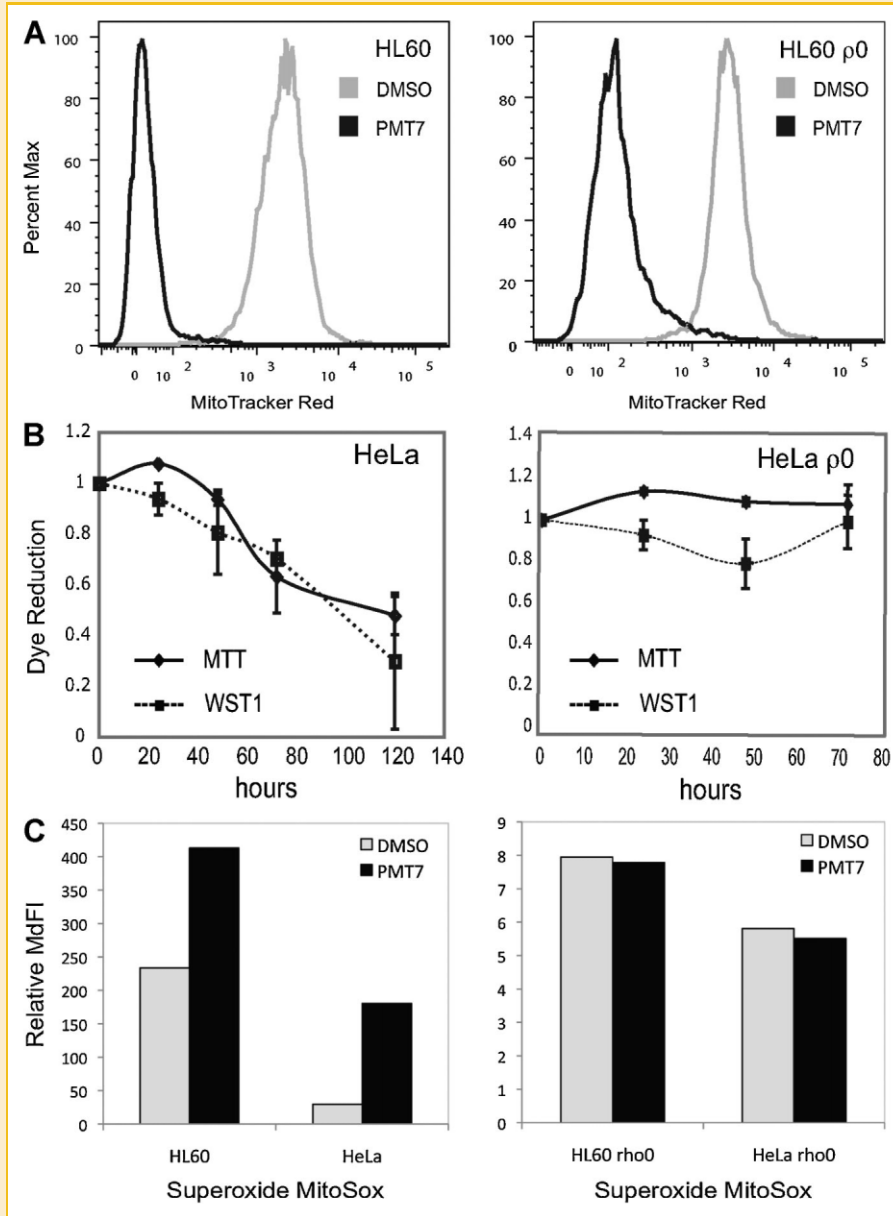 A
HL60
DMSO
PMT7
Percent Max
100
80
60
40
20
0
0 10 2 10 3 10 4 10 5
MitoTracker Red
HL60 ρ0
DMSO
PMT7
100
80
60
40
20
0
0 10 2 10 3 10 4 10 5
MitoTracker Red
B
HeLa
Dye Reduction
1.2
1
0.8
0.6
0.4
0.2
0
MTT
WST1
0 20 40 60 80 100 120 140
hours
HeLa ρ0
1.4
1.2
1
0.8
0.6
0.4
0.2
0
MTT
WST1
0 10 20 30 40 50 60 70 80
hours
C
Relative MdFI
450
400
350
300
250
200
150
100
50
0
DMSO
PMT7
HL60 HeLa
Superoxide MitoSox
9
8
7
6
5
4
3
2
1
0
DMSO
PMT7
HL60 rho0 HeLa rho0
Superoxide MitoSox